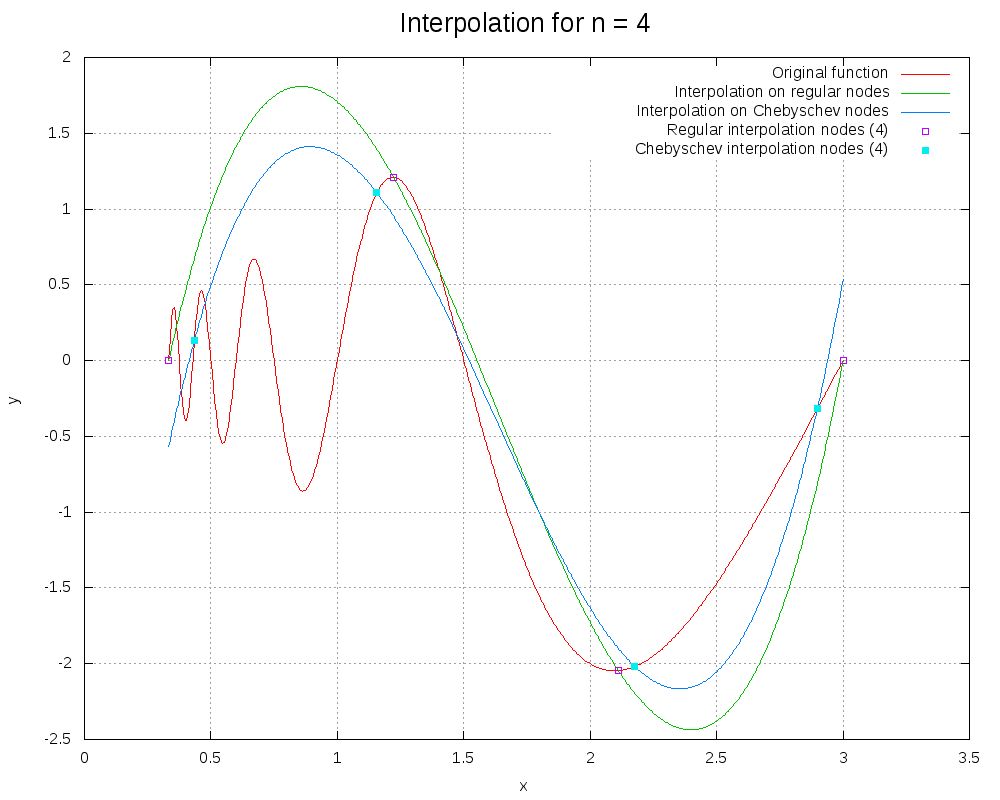 Interpolation for n = 4
Original function
Interpolation on regular nodes
Interpolation on Chebyschev nodes
Regular interpolation nodes (4)
Chebyschev interpolation nodes (4)
2
1.5
1
0.5
0
-0.5
-1
-1.5
-2
-2.5
y
0 0.5 1 1.5 2 2.5 3 3.5
x